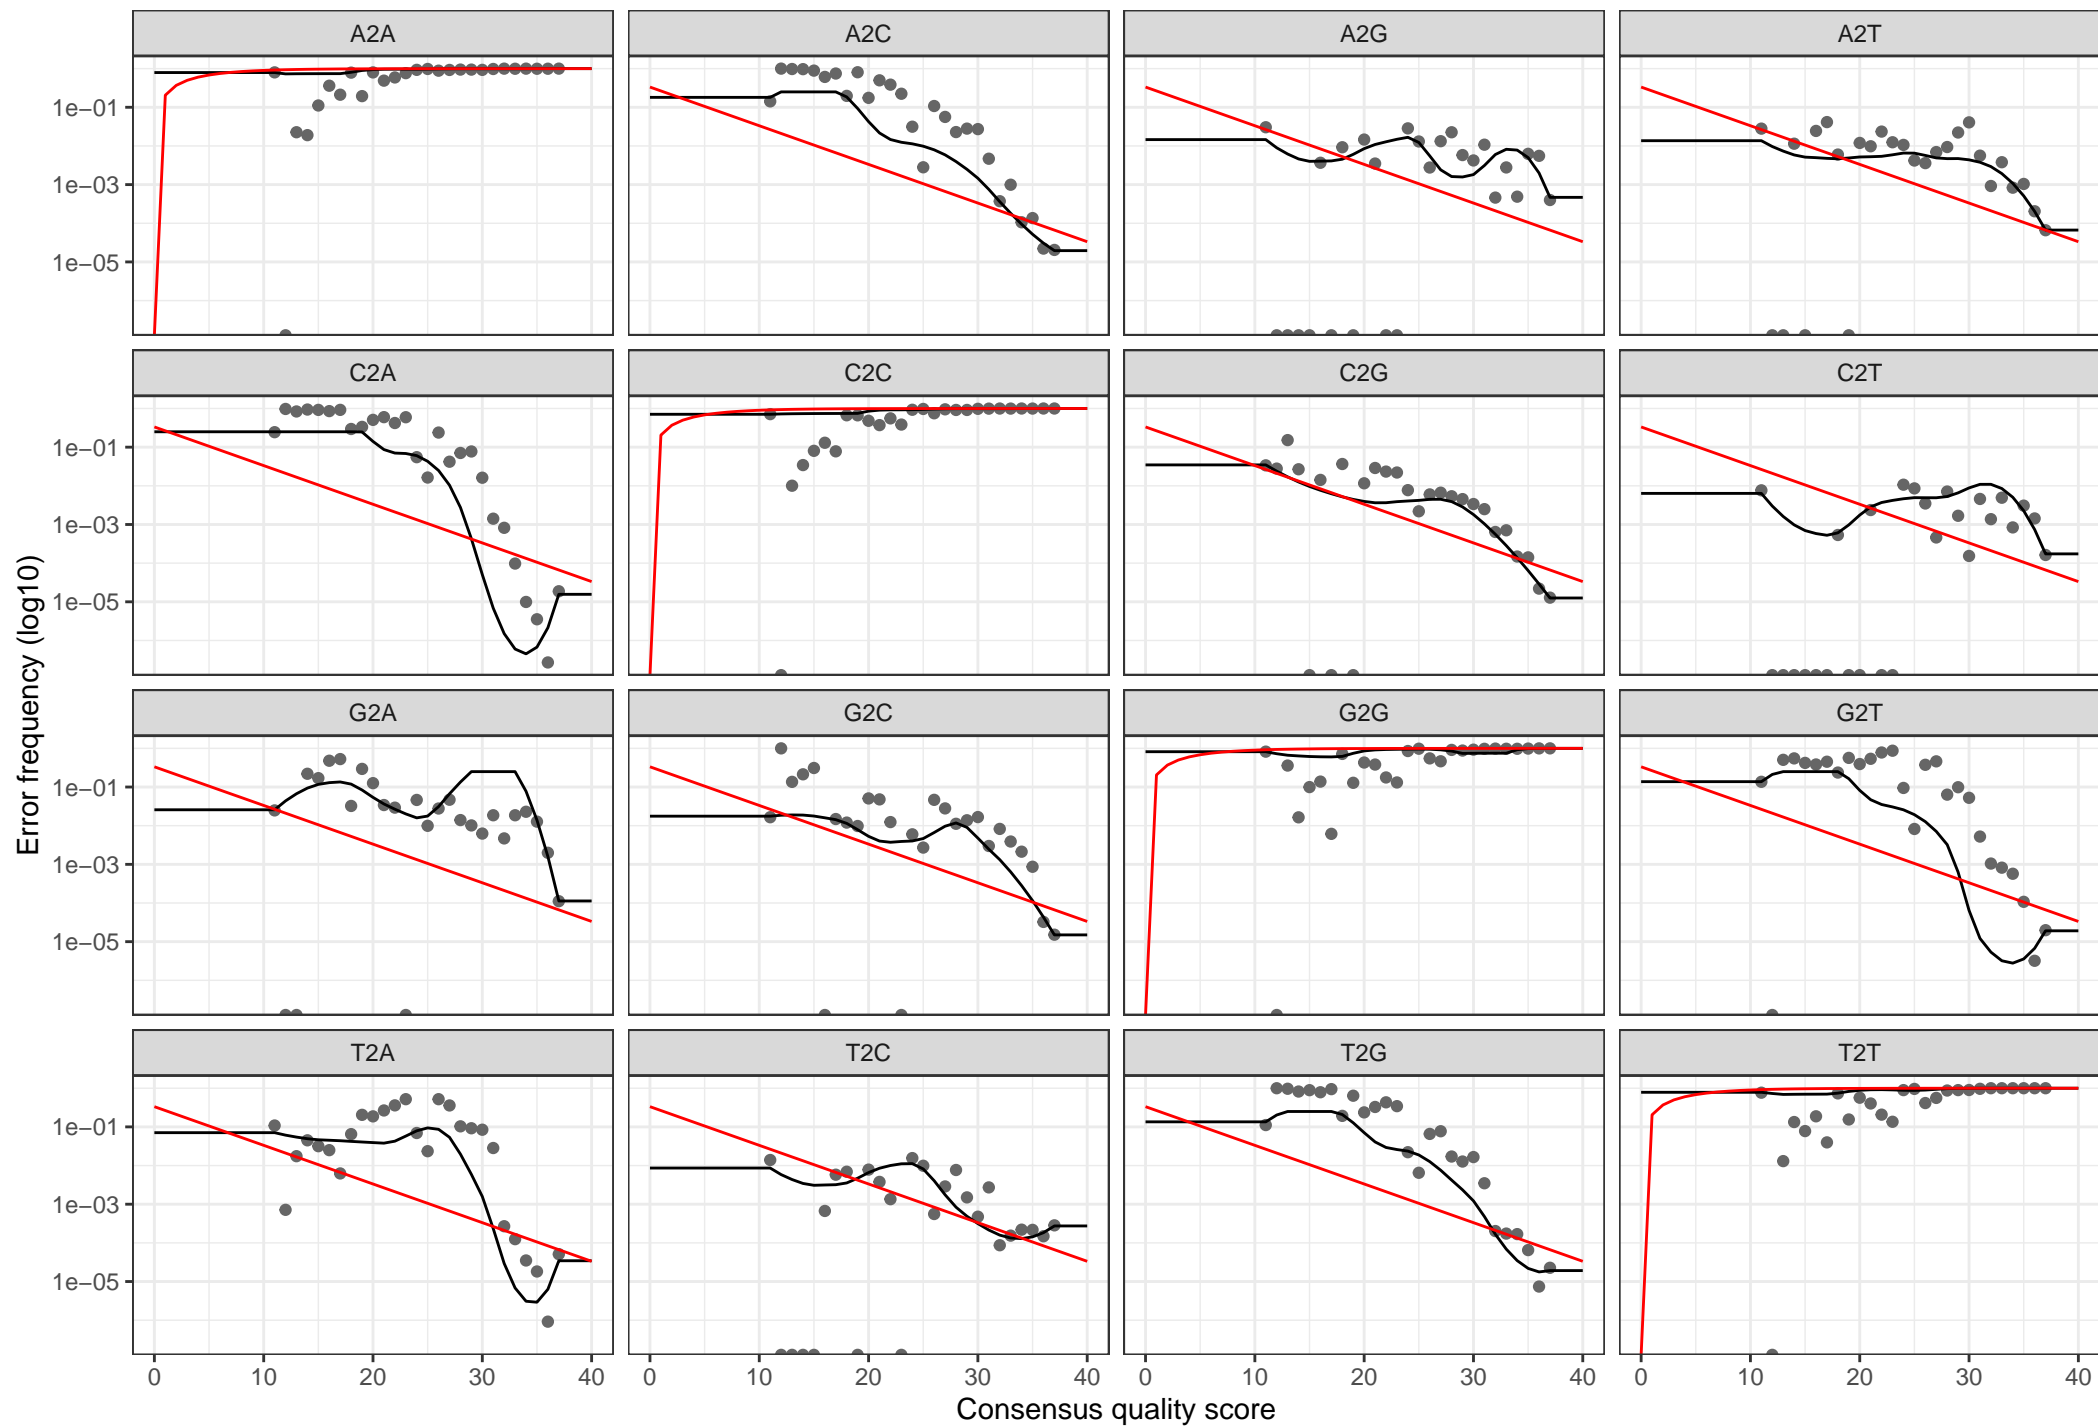 A2A A2C A2G A2T
1e−01
1e−03
1e−05
C2A C2C C2G C2T
1e−01
1e−03
1e−05
G2A G2C G2G G2T
1e−01
1e−03
1e−05
T2A T2C T2G T2T
1e−01
1e−03
1e−05
0 10 20 30 40 0 10 20 30 40 0 10 20 30 40 0 10 20 30 40
Consensus quality score
Error frequency (log10)